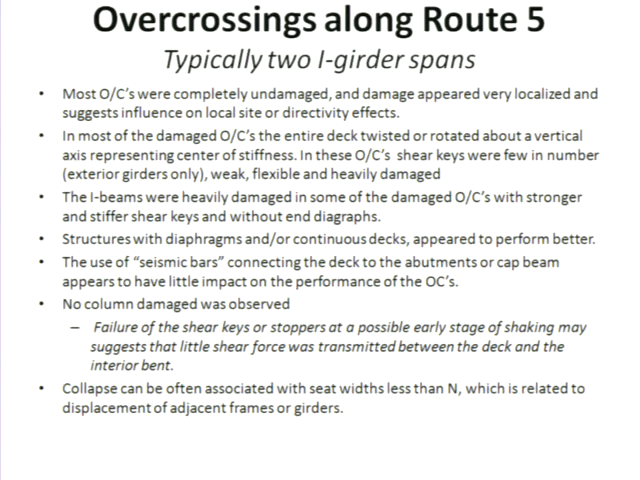 Overcrossings along Route 5
Typically two I-girder spans
• Most O/C's were completely undamaged, and damage appeared very localized and
suggests influence on local site or directivity effects.
• In most of the damaged O/C's the entire deck twisted or rotated about a vertical
axis representing center of stiffness. In these O/C's shear keys were few in number
(exterior girders only), weak, flexible and heavily damaged
• The I-beams were heavily damaged in some of the damaged O/C's with stronger
and stiffer shear keys and without end diagraphs.
• Structures with diaphragms and/or continuous decks, appeared to perform better.
• The use of "seismic bars" connecting the deck to the abutments or cap beam
appears to have little impact on the performance of the OC's.
• No column damaged was observed
– Failure of the shear keys or stoppers at a possible early stage of shaking may
suggests that little shear force was transmitted between the deck and the
interior bent.
• Collapse can be often associated with seat widths less than N, which is related to
displacement of adjacent frames or girders.